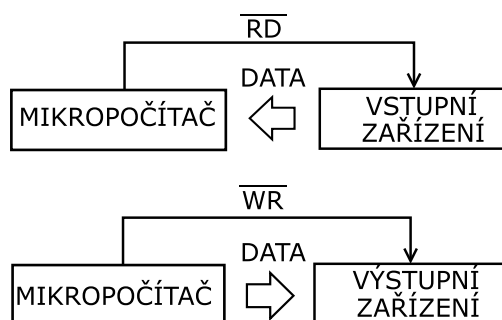 RD
DATA
MIKROPOČÍTAČ
VSTUPNÍ
ZAŘÍZENÍ
WR
DATA
MIKROPOČÍTAČ
VÝSTUPNÍ
ZAŘÍZENÍ